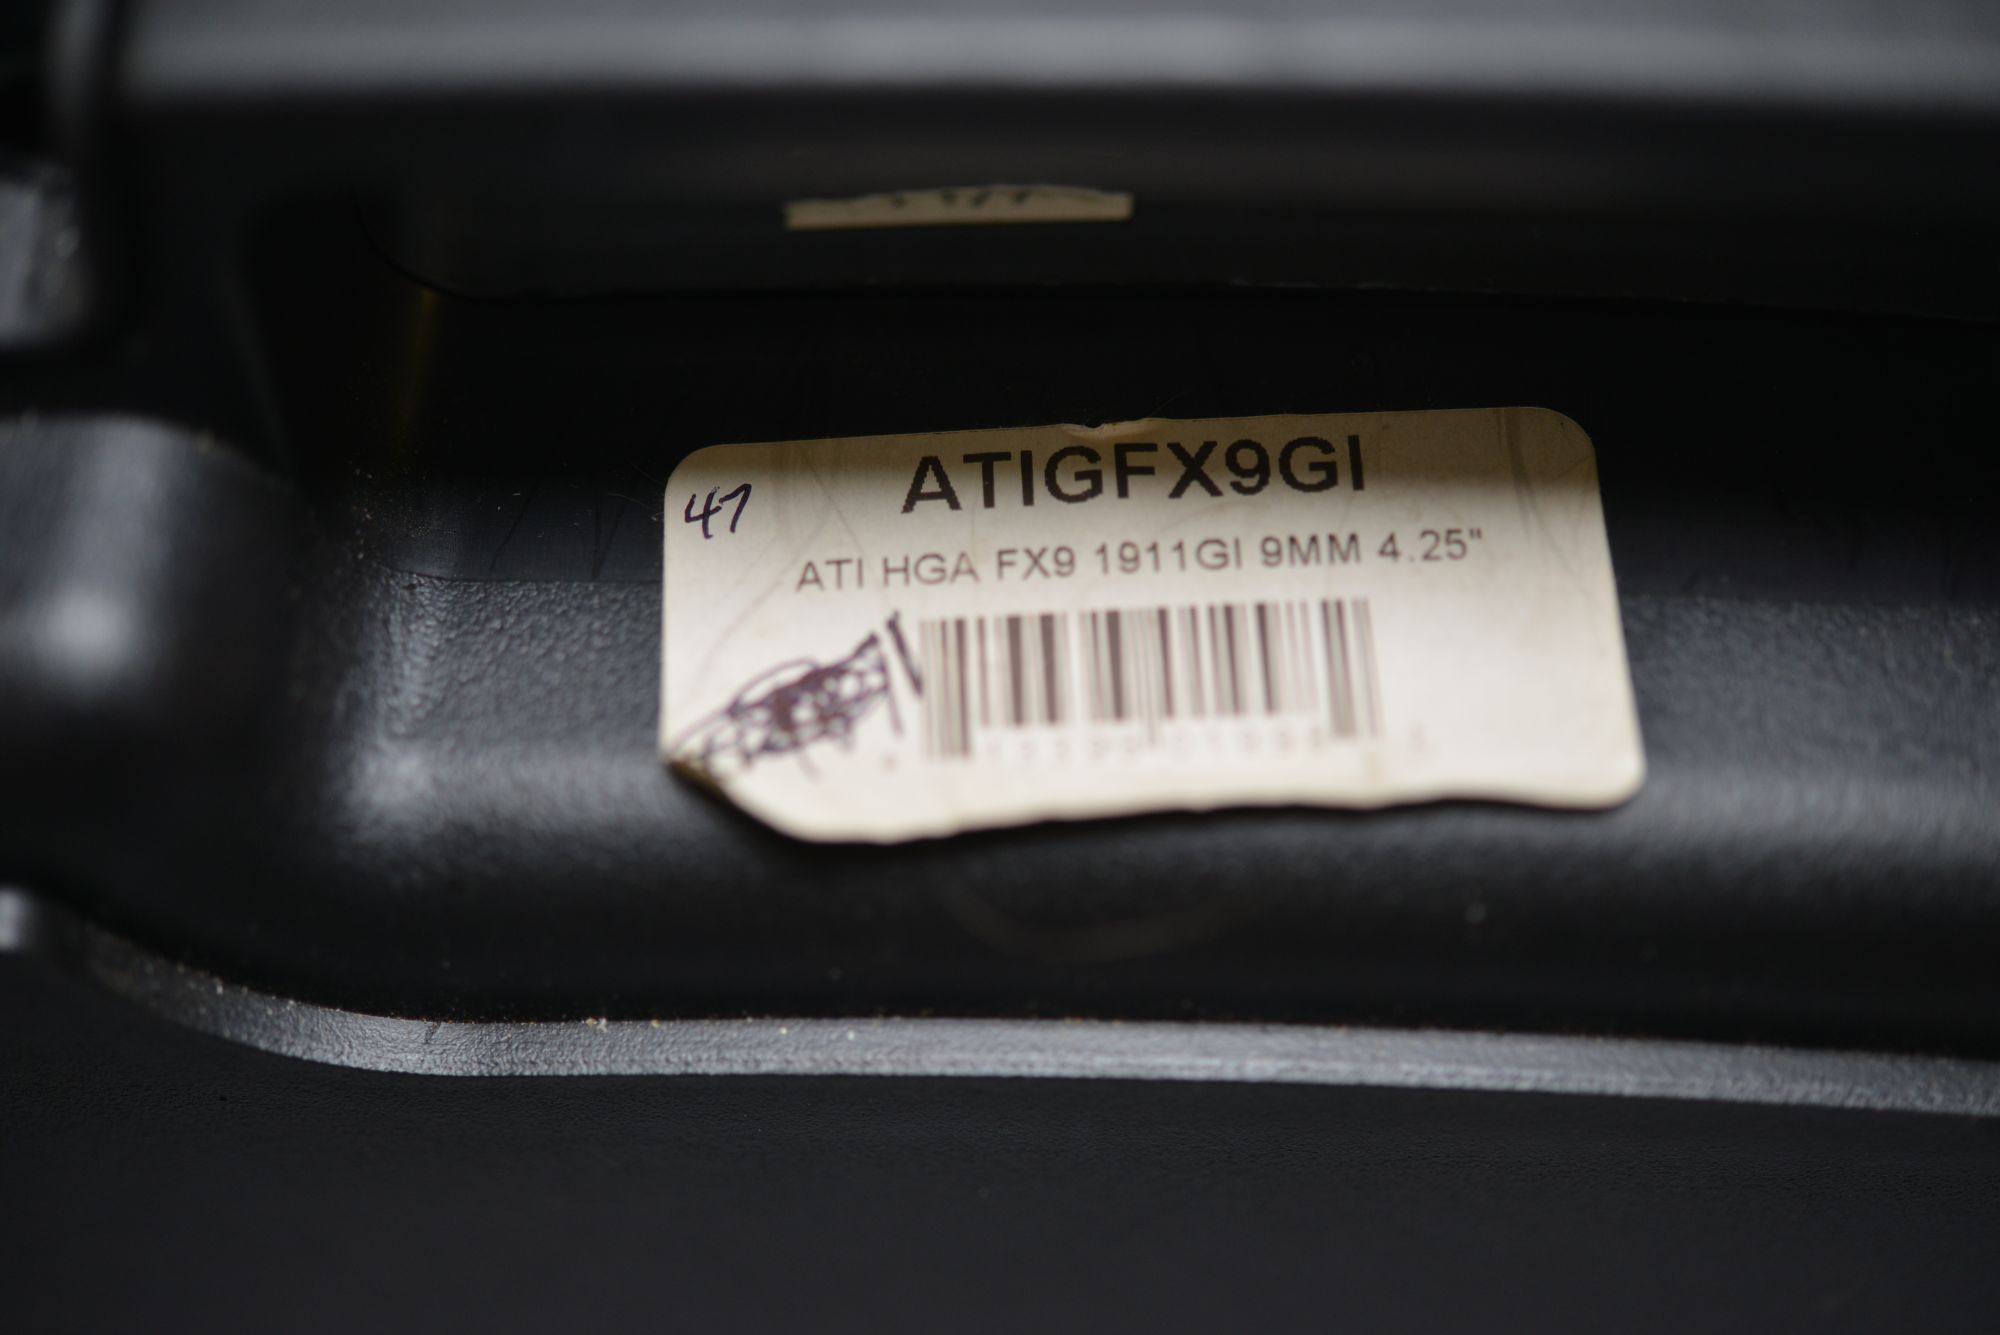 ATIGFX9GI
47
ATI HGA FX9 1911GI 9MM 4.25"